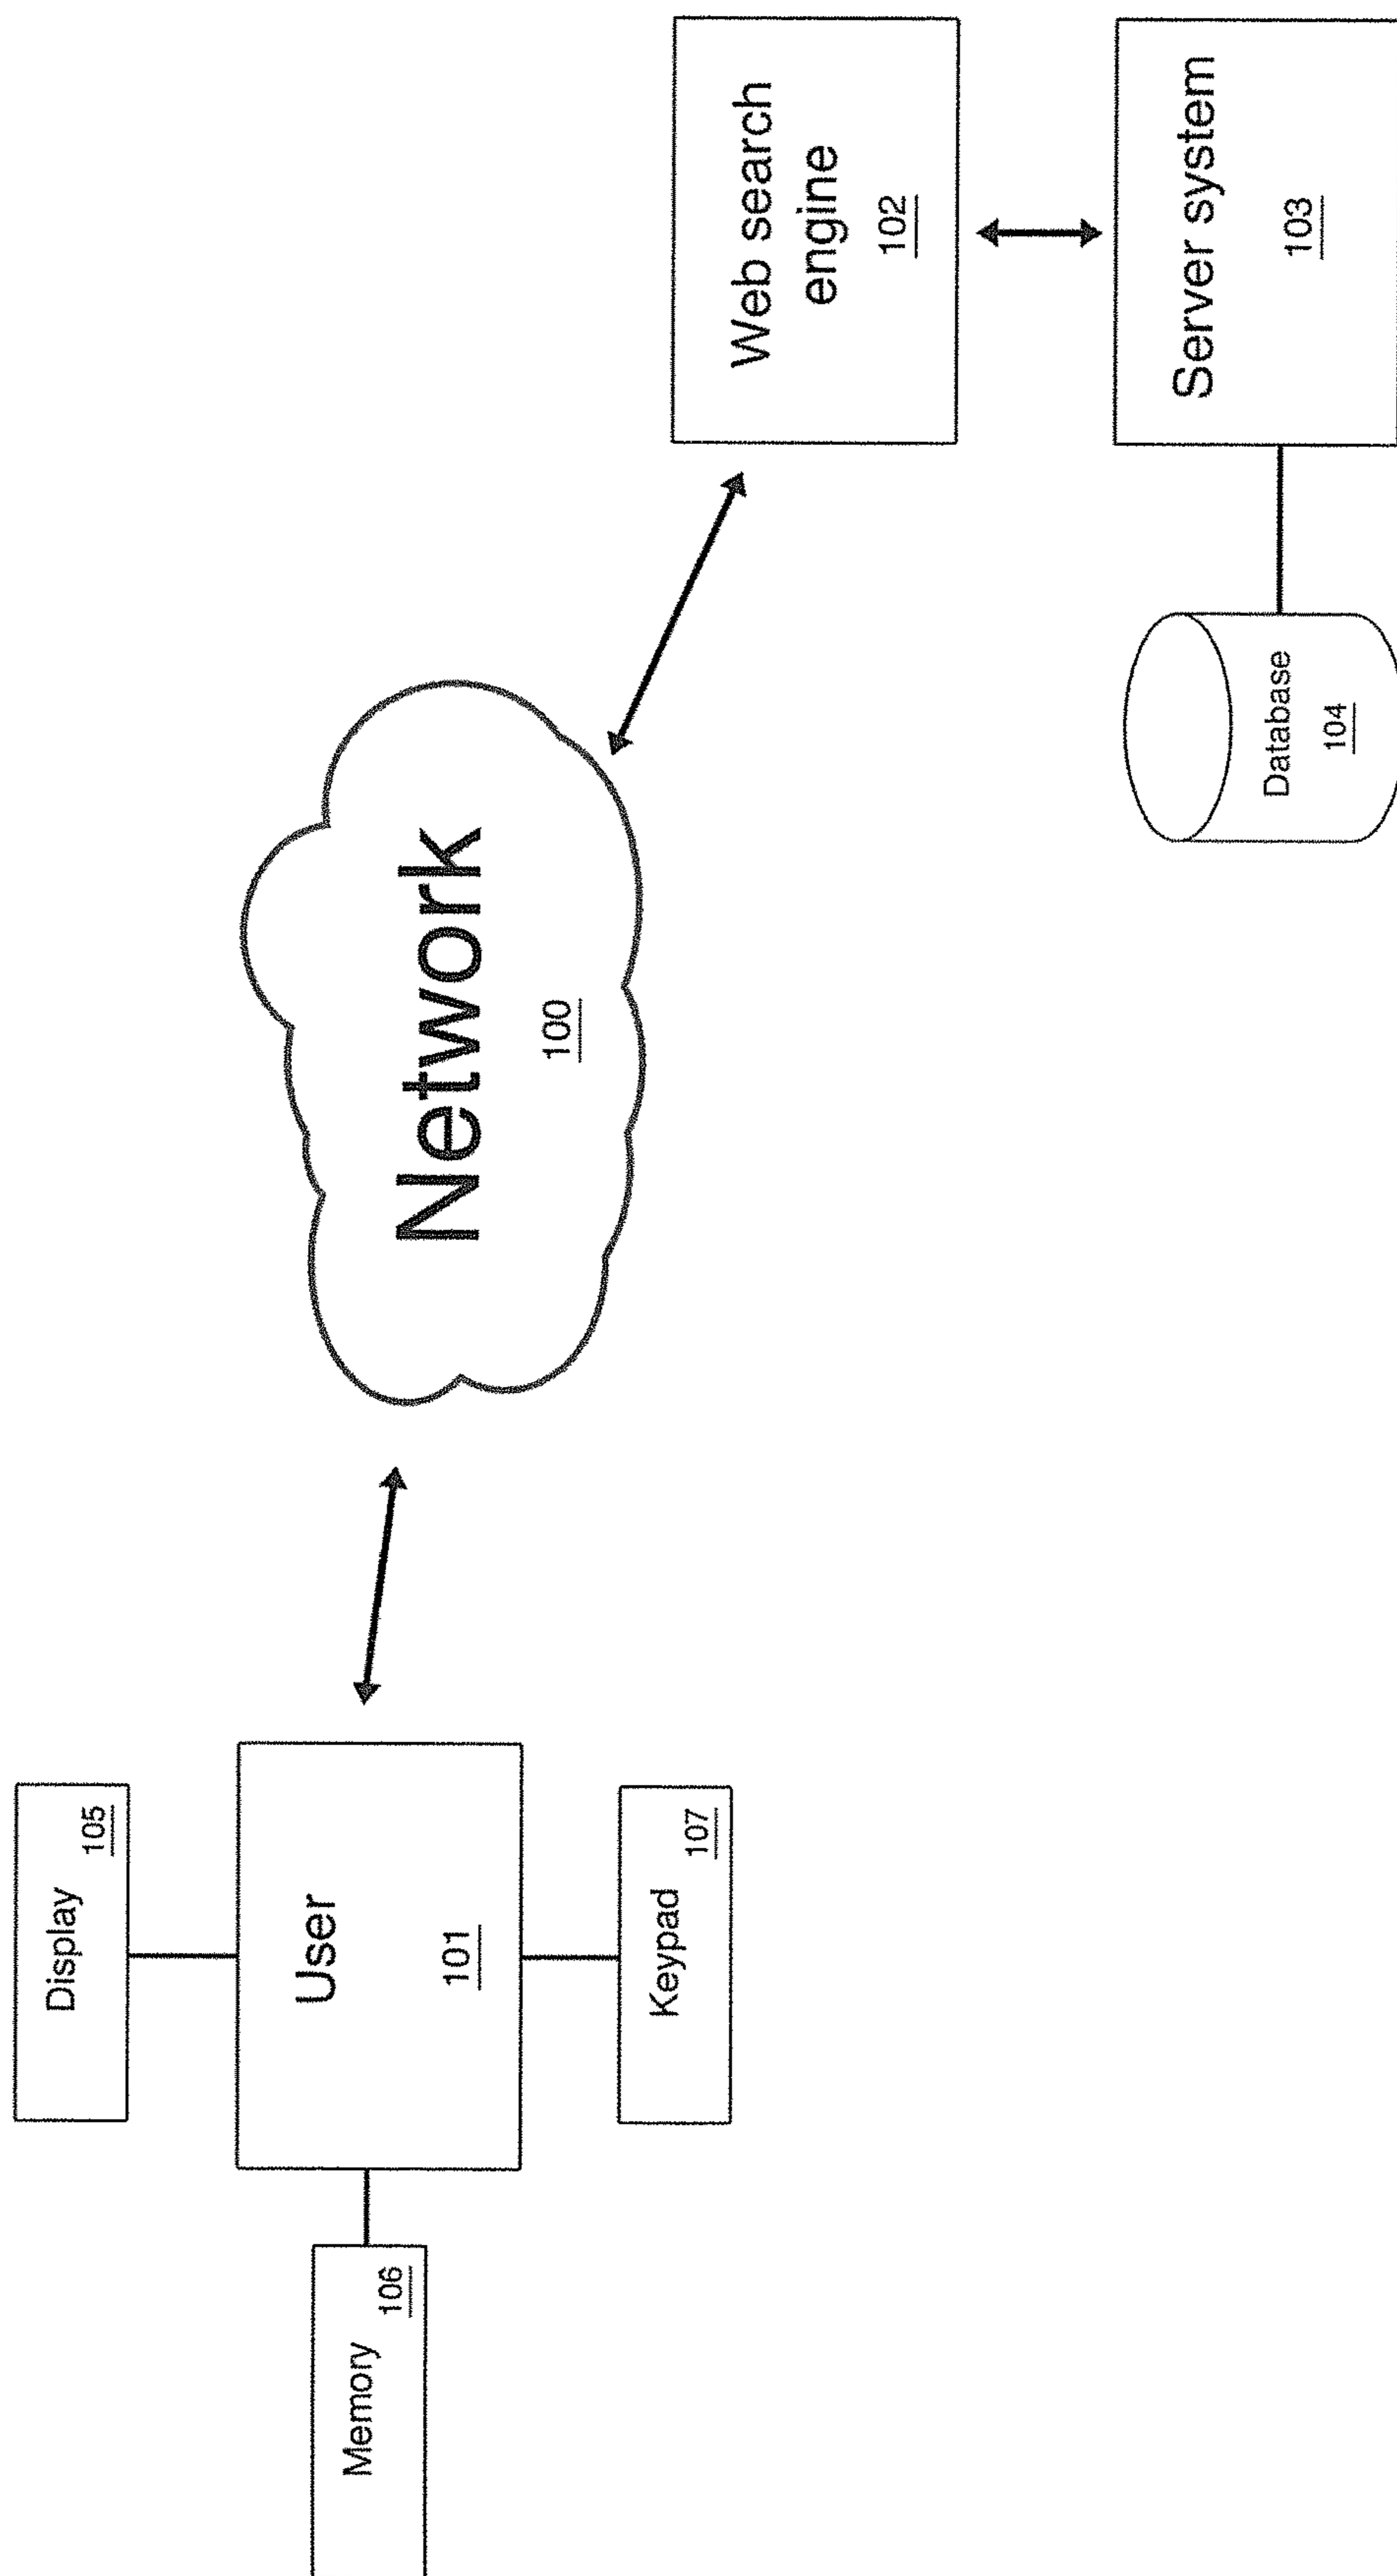 Display
105
Memory
106
User
101
Keypad
107
Network
100
Web search
engine
102
Server system
103
Database
104